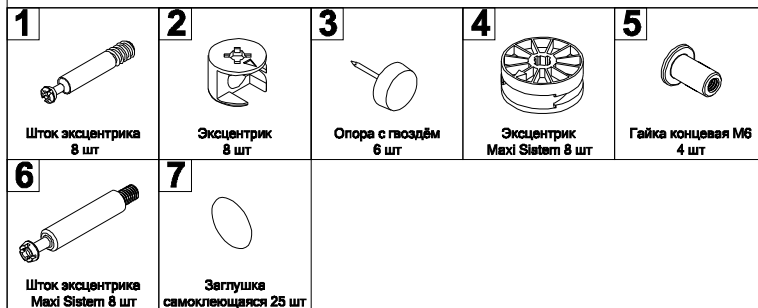 1
Шток эксцентрика
8 шт
2
Эксцентрик
8 шт
3
Опора с гвоздём
6 шт
4
Эксцентрик
Maxi Sistem 8 шт
5
Гайка концевая М6
4 шт
6
Шток эксцентрика
Maxi Sistem 8 шт
7
Заглушка
самоклеющаяся 25 шт